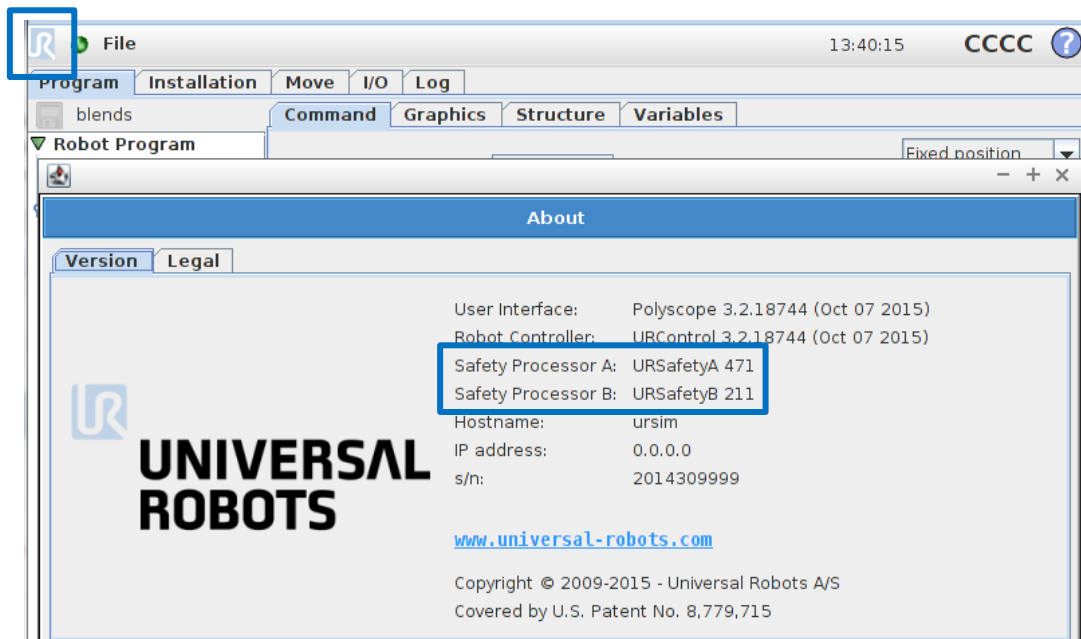 File 13:40:15 CCCC ?
Program Installation Move I/O Log
blends Command Graphics Structure Variables
Robot Program Fixed position
About
Version Legal
User Interface: Polyscope 3.2.18744 (Oct 07 2015)
Robot Controller: URControl 3.2.18744 (Oct 07 2015)
Safety Processor A: URSafetyA 471
Safety Processor B: URSafetyB 211
Hostname: ursim
IP address: 0.0.0.0
s/n: 2014309999
UR
UNIVERSAL
ROBOTS
www.universal-robots.com
Copyright © 2009-2015 - Universal Robots A/S
Covered by U.S. Patent No. 8,779,715